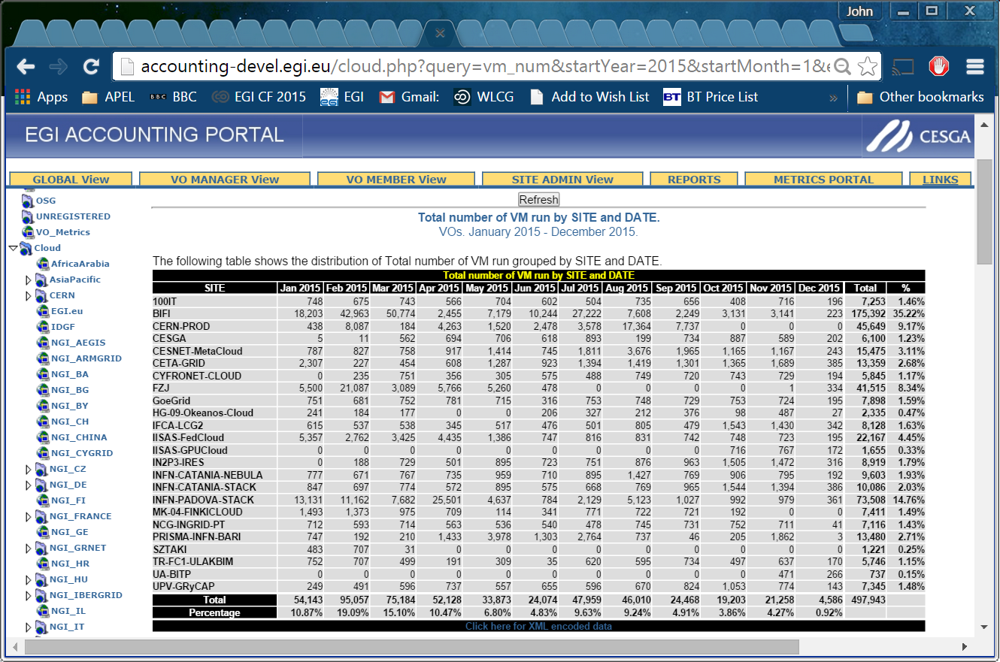 John
accounting-devel.egi.eu/cloud.php?query=vm_num&startYear=2015&startMonth=1&
Apps APEL BBC BBC EGI CF 2015 EGI Gmail: WLCG Add to Wish List BT BT Price List » Other bookmarks
EGI ACCOUNTING PORTAL CESGA
GLOBAL View VO MANAGER View VO MEMBER View SITE ADMIN View REPORTS METRICS PORTAL LINKS
OSG
UNREGISTERED
VO_Metrics
Cloud
AfricaArabia
AsiaPacific
CERN
EGI.eu
IDGF
NGI_AEGIS
NGI_ARMGRID
NGI_BA
NGI_BG
NGI_BY
NGI_CH
NGI_CHINA
NGI_CYGRID
NGI_CZ
NGI_DE
NGI_FI
NGI_FRANCE
NGI_GE
NGI_GRNET
NGI_HR
NGI_HU
NGI_IBERGRID
NGI_IL
NGI_IT
Refresh
Total number of VM run by SITE and DATE.
VOs. January 2015 - December 2015.
The following table shows the distribution of Total number of VM run grouped by SITE and DATE.
Total number of VM run by SITE and DATE
SITE Jan 2015 Feb 2015 Mar 2015 Apr 2015 May 2015 Jun 2015 Jul 2015 Aug 2015 Sep 2015 Oct 2015 Nov 2015 Dec 2015 Total %
100IT 748 675 743 566 704 602 504 735 656 408 716 196 7,253 1.46%
BIFI 18,203 42,963 50,774 2,455 7,179 10,244 27,222 7,608 2,249 3,131 3,141 223 175,392 35.22%
CERN-PROD 438 8,087 184 4,263 1,520 2,478 3,578 17,364 7,737 0 0 0 45,649 9.17%
CESGA 5 11 562 694 706 618 893 199 734 887 589 202 6,100 1.23%
CESNET-MetaCloud 787 827 758 917 1,414 745 1,811 3,676 1,965 1,165 1,167 243 15,475 3.11%
CETA-GRID 2,307 227 454 608 1,287 923 1,394 1,419 1,301 1,365 1,689 385 13,359 2.68%
CYFRONET-CLOUD 0 235 751 356 305 575 488 749 720 743 729 194 5,845 1.17%
FZJ 5,500 21,087 3,089 5,766 5,260 478 0 0 0 0 1 334 41,515 8.34%
GoeGrid 751 681 752 781 715 316 753 748 729 753 724 195 7,898 1.59%
HG-09-Okeanos-Cloud 241 184 177 0 0 206 327 212 376 98 487 27 2,335 0.47%
IFCA-LCG2 615 537 538 345 517 476 501 805 479 1,543 1,430 342 8,128 1.63%
IISAS-FedCloud 5,357 2,762 3,425 4,435 1,386 747 816 831 742 748 723 195 22,167 4.45%
IISAS-GPUCloud 0 0 0 0 0 0 0 0 0 716 767 172 1,655 0.33%
IN2P3-IRES 0 188 729 501 895 723 751 876 963 1,505 1,472 316 8,919 1.79%
INFN-CATANIA-NEBULA 777 671 767 735 959 710 895 1,427 769 906 795 192 9,603 1.93%
INFN-CATANIA-STACK 847 697 774 572 895 575 668 769 965 1,544 1,394 386 10,086 2.03%
INFN-PADOVA-STACK 13,131 11,162 7,682 25,501 4,637 784 2,129 5,123 1,027 992 979 361 73,508 14.76%
MK-04-FINKICLOUD 1,493 1,373 975 709 114 341 771 722 721 192 0 0 7,411 1.49%
NCG-INGRID-PT 712 593 714 563 536 540 478 745 731 752 711 41 7,116 1.43%
PRISMA-INFN-BARI 747 192 210 1,433 3,978 1,303 2,764 737 46 205 1,862 3 13,480 2.71%
SZTAKI 483 707 31 0 0 0 0 0 0 0 0 0 1,221 0.25%
TR-FC1-ULAKBIM 752 707 499 191 309 35 620 595 734 497 637 170 5,746 1.15%
UA-BITP 0 0 0 0 0 0 0 0 0 0 471 266 737 0.15%
UPV-GRyCAP 249 491 596 737 557 655 596 670 824 1,053 774 143 7,345 1.48%
Total 54,143 95,057 75,184 52,128 33,873 24,074 47,959 46,010 24,468 19,203 21,258 4,586 497,943
Percentage 10.87% 19.09% 15.10% 10.47% 6.80% 4.83% 9.63% 9.24% 4.91% 3.86% 4.27% 0.92%
Click here for XML encoded data